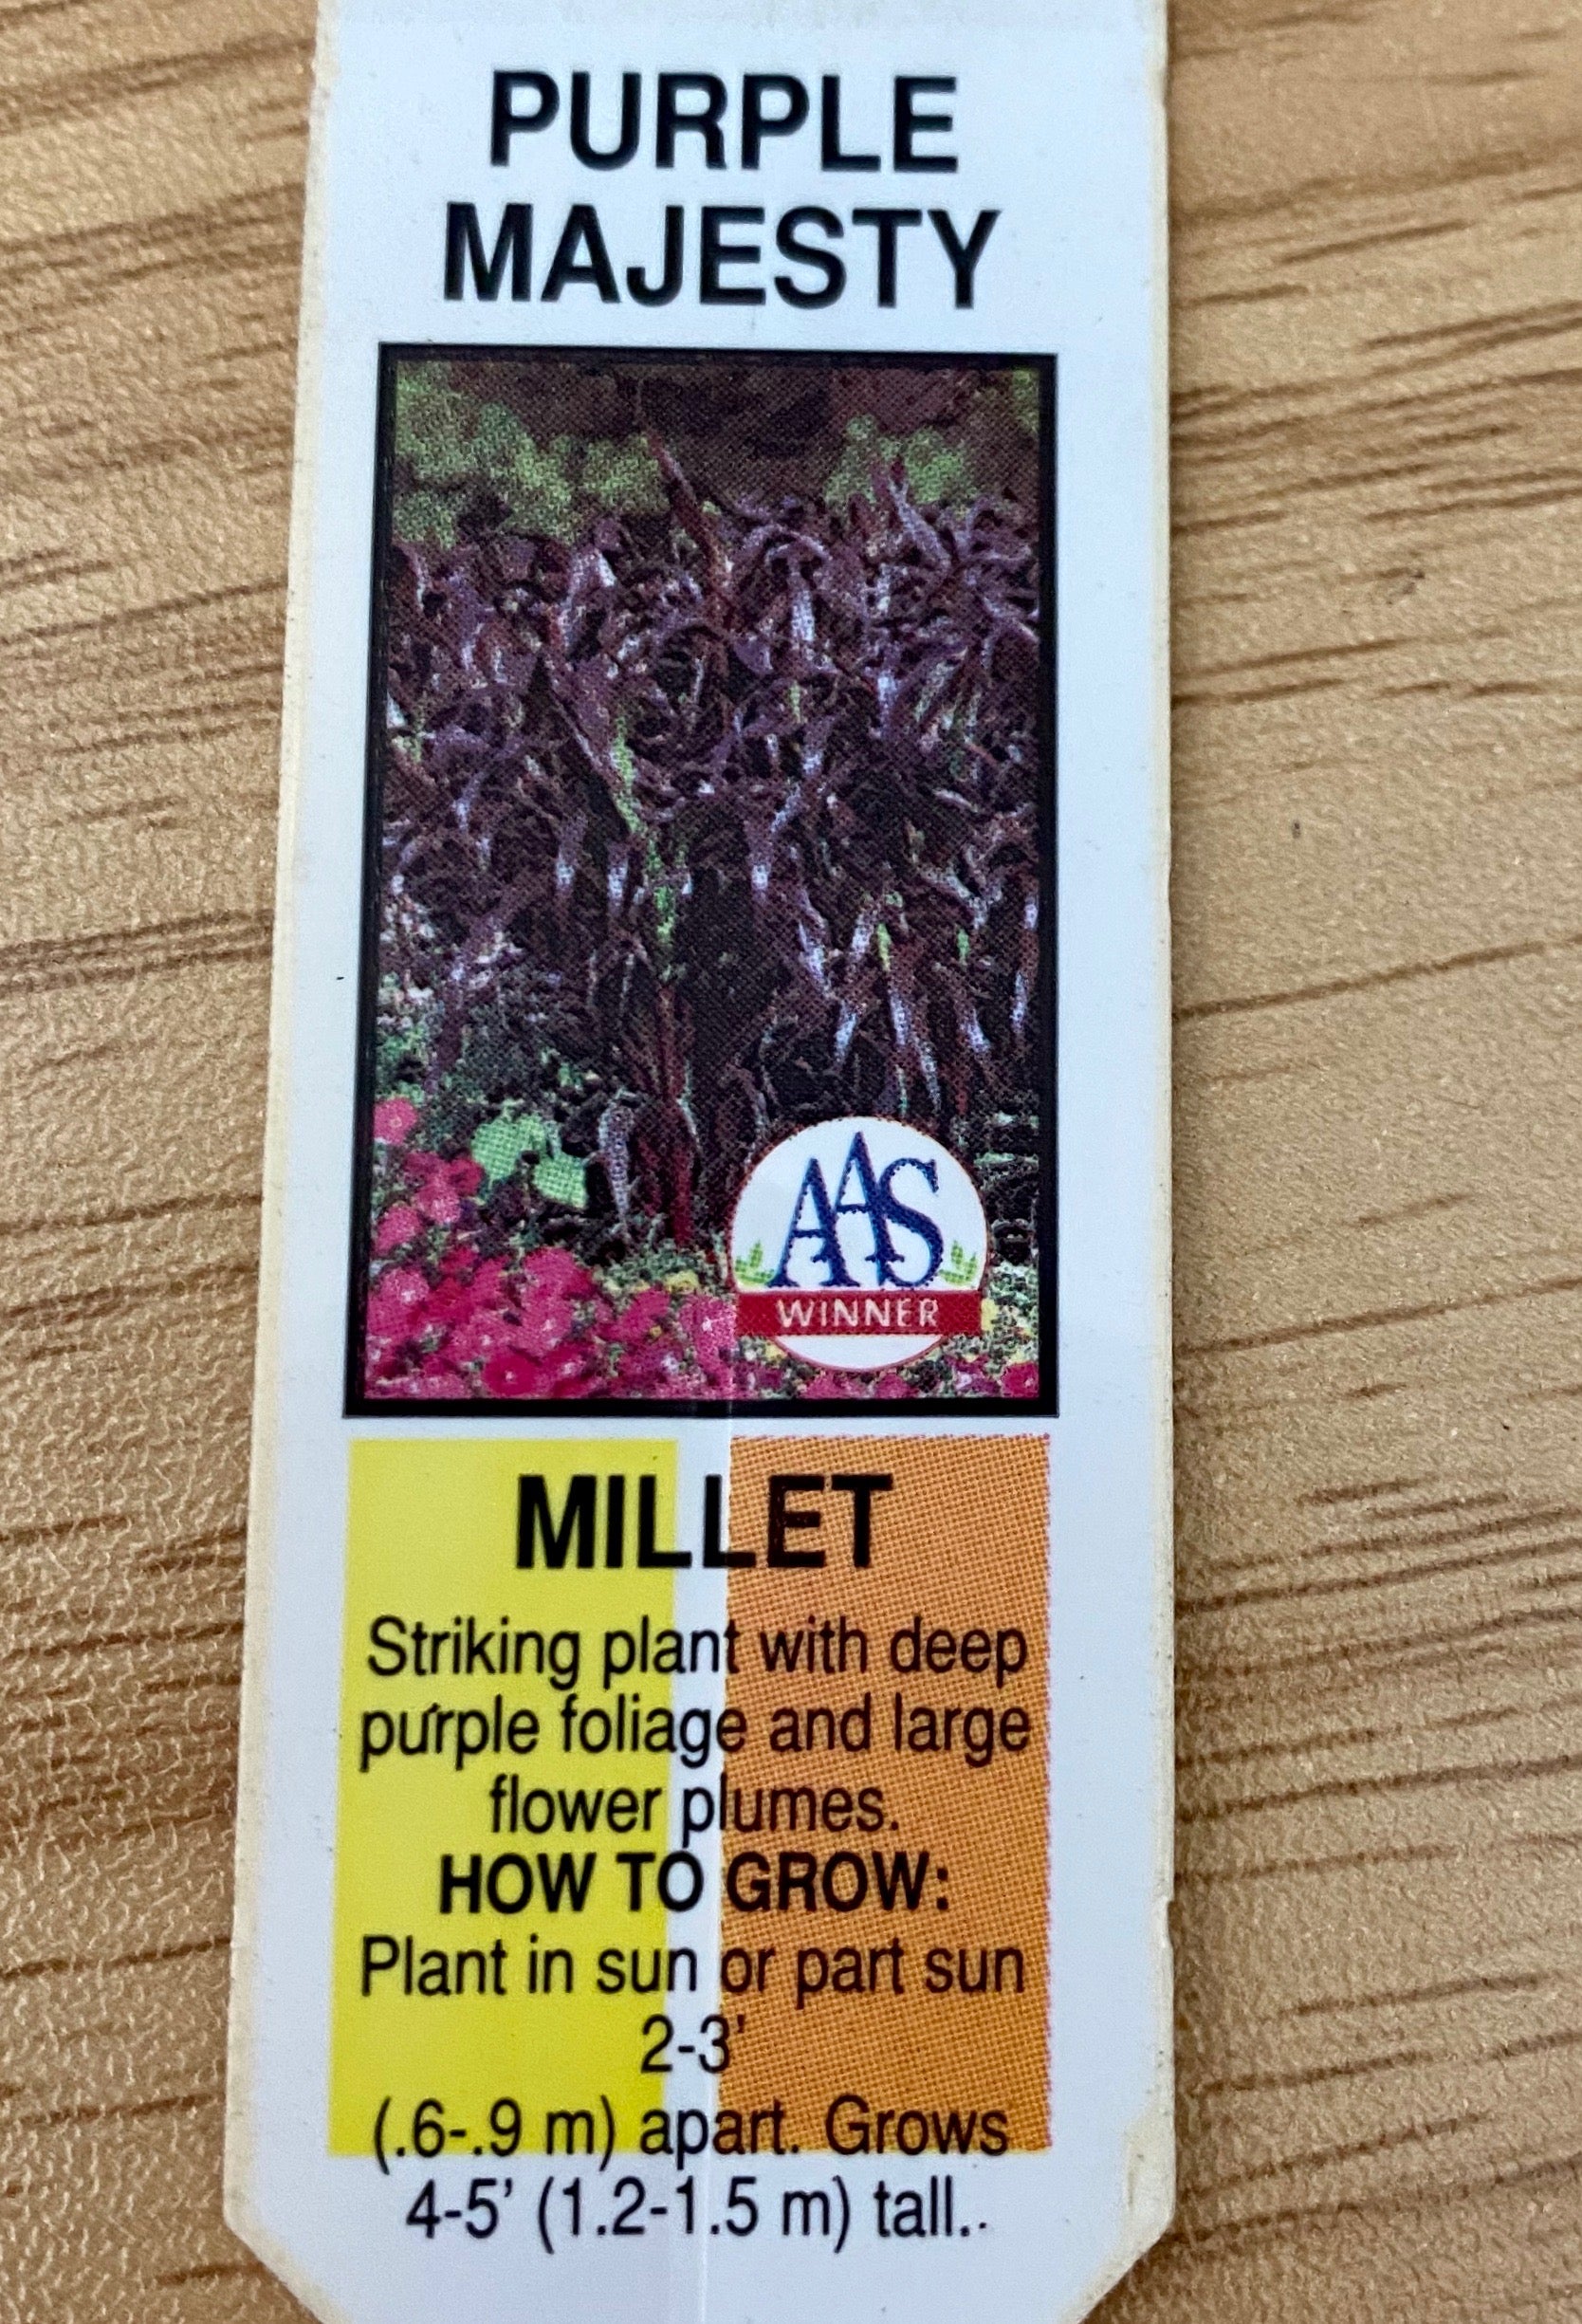 PURPLE
MAJESTY
AAS
WINNER
MILLET
Striking plant with deep
purple foliage and large
flower plumes.
HOW TO GROW:
Plant in sun or part sun
2-3'
(.6-.9 m) apart. Grows
4-5' (1.2-1.5 m) tall..